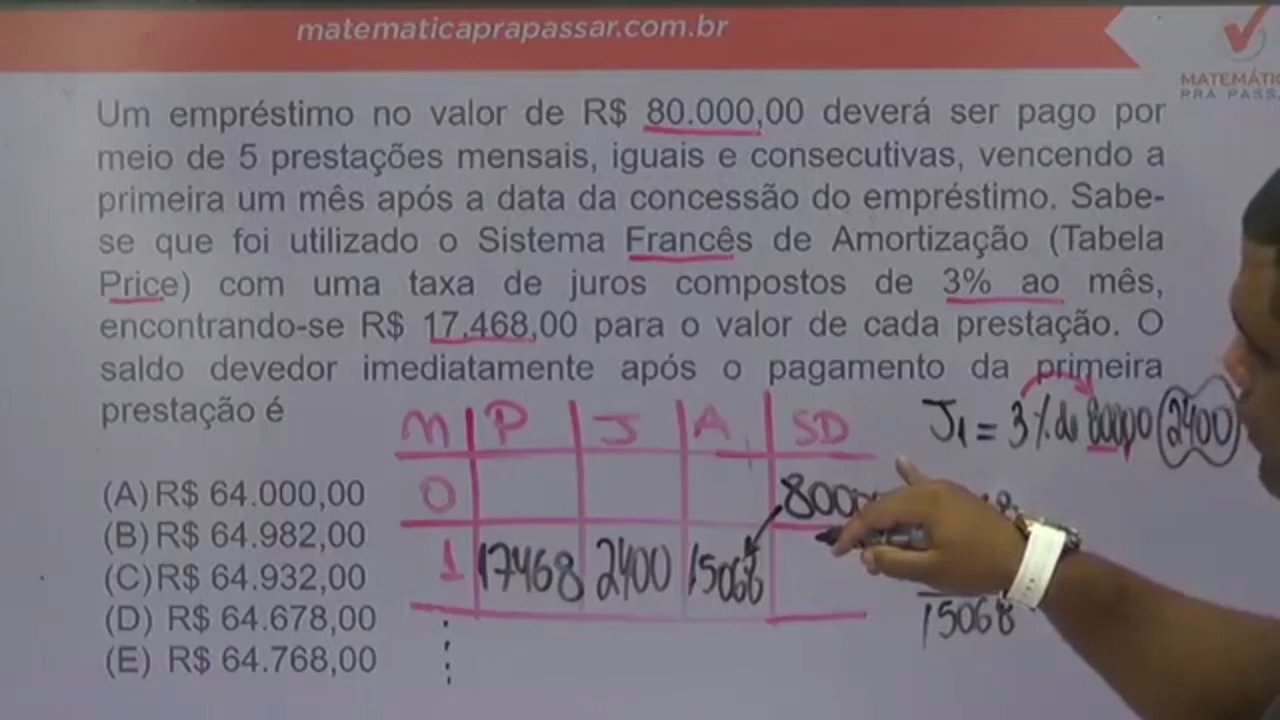 matematicaprapassar.com.br
MATEMÁTIC
PRA PASSA
Um empréstimo no valor de R$ 80.000,00 deverá ser pago por
meio de 5 prestações mensais, iguais e consecutivas, vencendo a
primeira um mês após a data da concessão do empréstimo. Sabe-
se que foi utilizado o Sistema Francês de Amortização (Tabela
Price) com uma taxa de juros compostos de 3% ao mês,
encontrando-se R$ 17.468,00 para o valor de cada prestação. O
saldo devedor imediatamente após o pagamento da primeira
prestação é
M P J A SD
J1 = 3% de 80000 2400
0 8000
1 17468 2400 15068
15068
(A) R$ 64.000,00
(B) R$ 64.982,00
(C) R$ 64.932,00
(D) R$ 64.678,00
(E) R$ 64.768,00